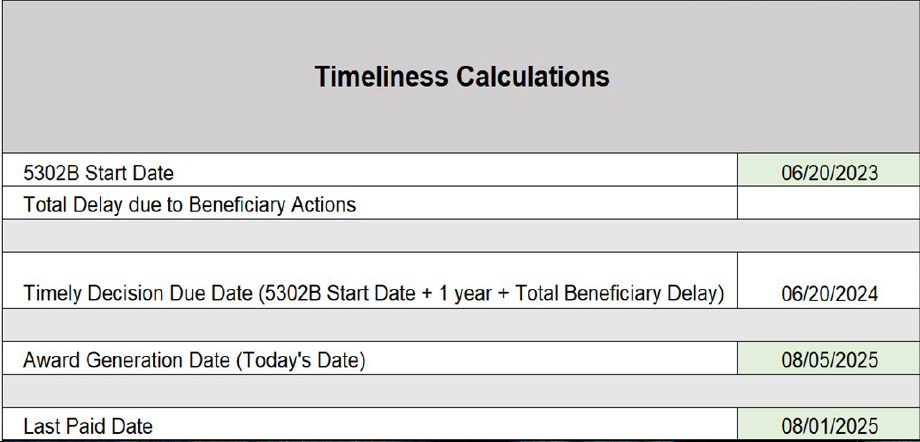 Timeliness Calculations
5302B Start Date 06/20/2023
Total Delay due to Beneficiary Actions
Timely Decision Due Date (5302B Start Date + 1 year + Total Beneficiary Delay) 06/20/2024
Award Generation Date (Today's Date) 08/05/2025
Last Paid Date 08/01/2025